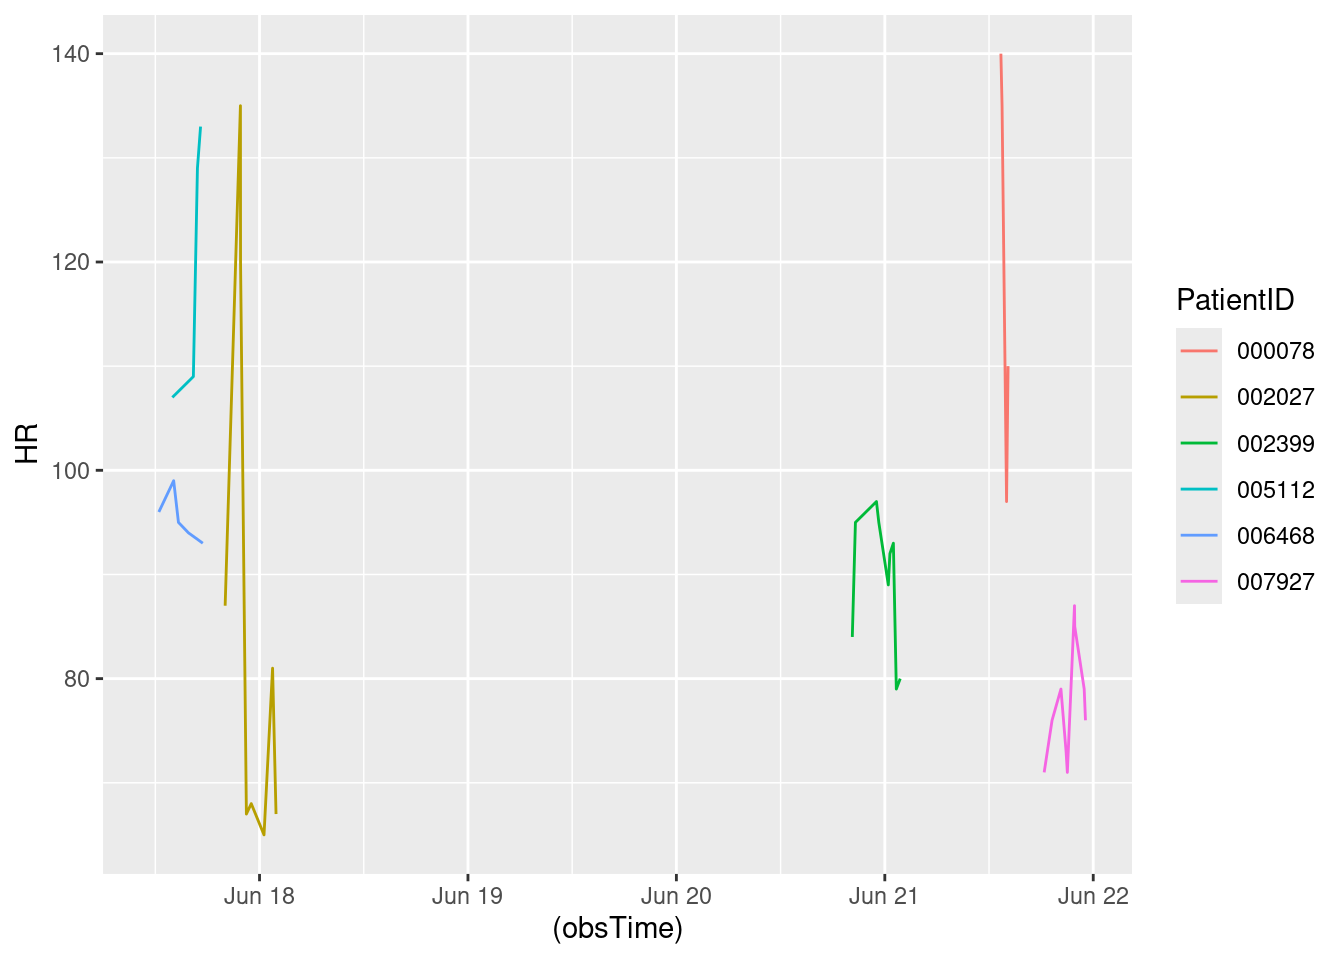 140
120
100
80
HR
Jun 18
Jun 19
Jun 20
Jun 21
Jun 22
(obsTime)
PatientID
000078
002027
002399
005112
006468
007927